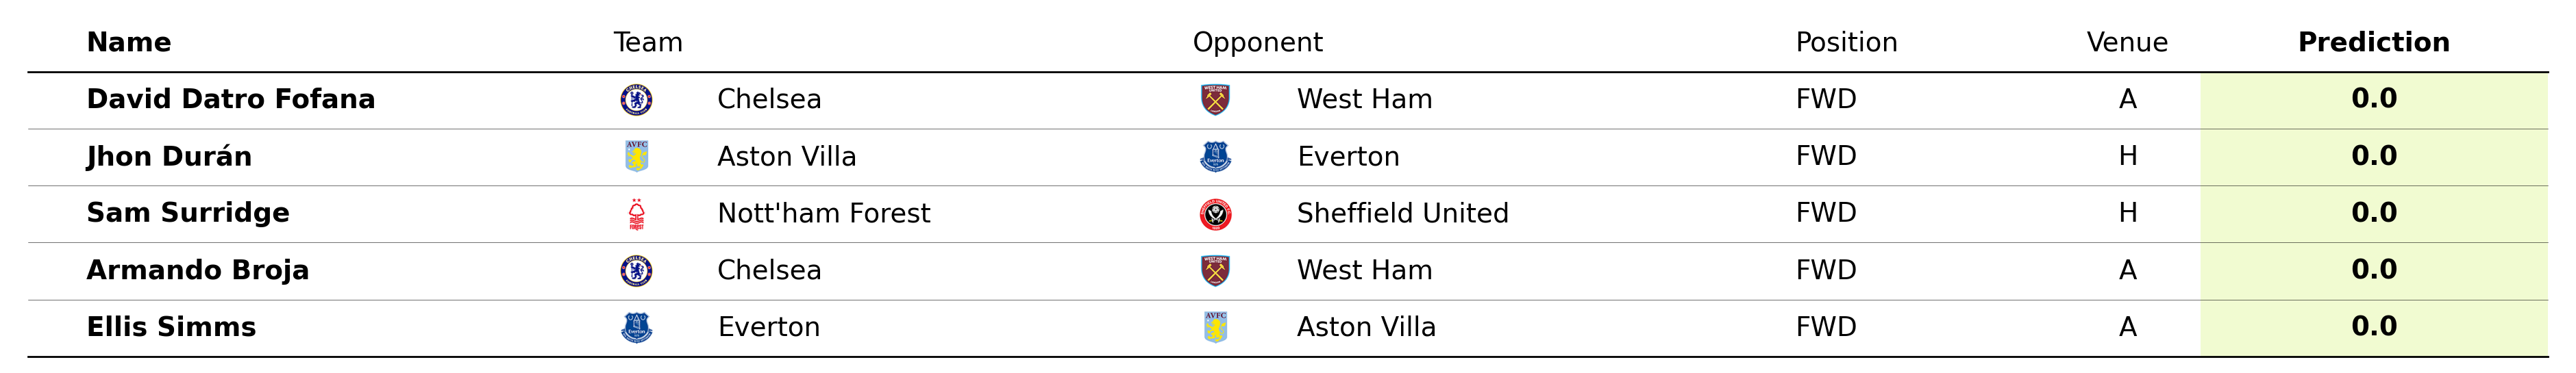 Name Team Opponent Position Venue Prediction
David Datro Fofana Chelsea West Ham FWD A 0.0
Jhon Durán Aston Villa Everton FWD H 0.0
Sam Surridge Nott'ham Forest Sheffield United FWD H 0.0
Armando Broja Chelsea West Ham FWD A 0.0
Ellis Simms Everton Aston Villa FWD A 0.0